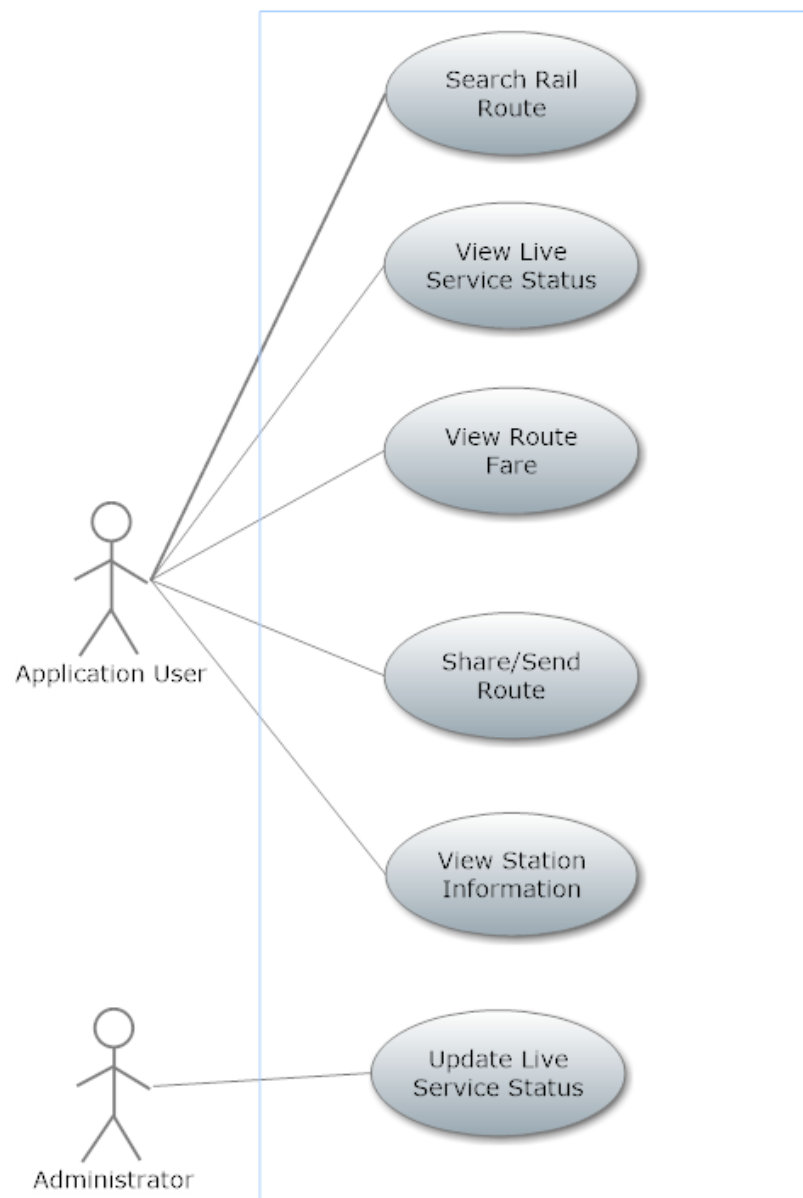 Search Rail
Route
View Live
Service Status
View Route
Fare
Application User
Share/Send
Route
View Station
Information
Administrator
Update Live
Service Status